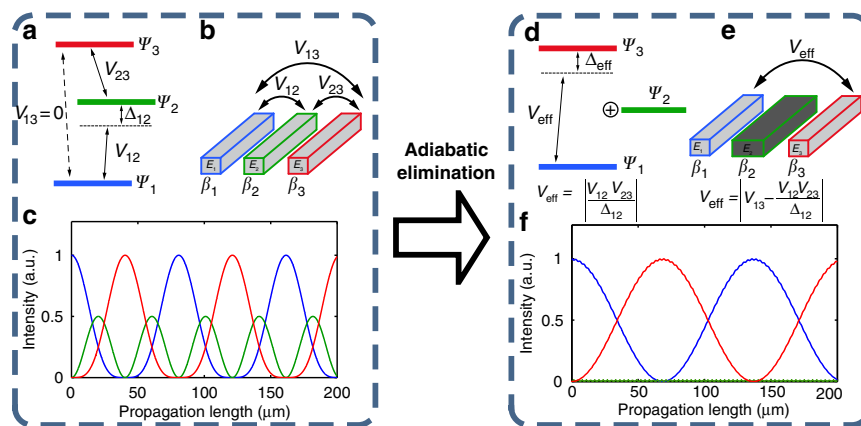 a
Ψ3
V23
V13=0
Ψ2
Δ12
V12
Ψ1
b
V13
V12 V23
E1 E2 E3
β1 β2 β3
c
Intensity (a.u.)
1
0.5
0
0 50 100 150 200
Propagation length (μm)
Adiabatic
elimination
d
Ψ3
Δeff
Ψ2
⊕
Veff
Ψ1
Veff = |V12 V23 / Δ12|
e
Veff
E1 E2 E3
β1 β2 β3
Veff = |V13 − V12V23 / Δ12|
f
Intensity (a.u.)
1
0.5
0
0 50 100 150 200
Propagation length (μm)